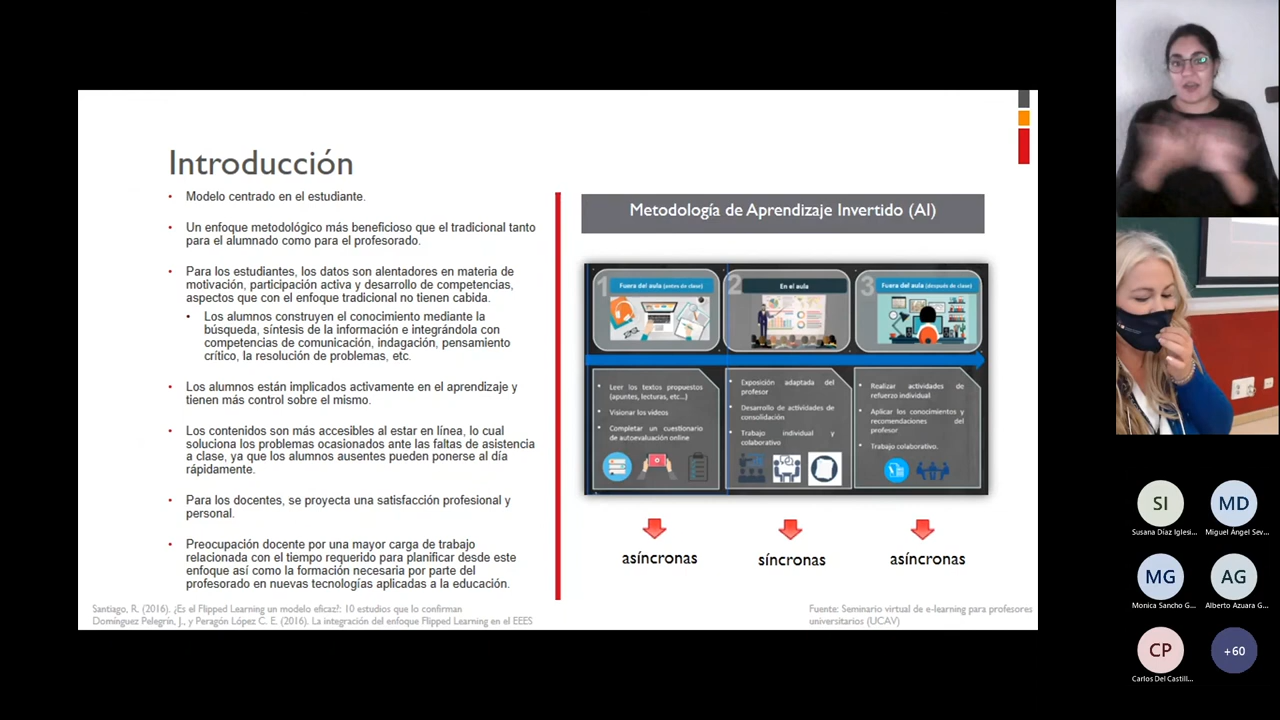 Introducción
• Modelo centrado en el estudiante.
• Un enfoque metodológico más beneficioso que el tradicional tanto
para el alumnado como para el profesorado.
• Para los estudiantes, los datos son alentadores en materia de
motivación, participación activa y desarrollo de competencias,
aspectos que con el enfoque tradicional no tienen cabida.
• Los alumnos construyen el conocimiento mediante la
búsqueda, síntesis de la información e integrándola con
competencias de comunicación, indagación, pensamiento
crítico, la resolución de problemas, etc.
• Los alumnos están implicados activamente en el aprendizaje y
tienen más control sobre el mismo.
• Los contenidos son más accesibles al estar en línea, lo cual
soluciona los problemas ocasionados ante las faltas de asistencia
a clase, ya que los alumnos ausentes pueden ponerse al día
rápidamente.
• Para los docentes, se proyecta una satisfacción profesional y
personal.
• Preocupación docente por una mayor carga de trabajo
relacionada con el tiempo requerido para planificar desde este
enfoque así como la formación necesaria por parte del
profesorado en nuevas tecnologías aplicadas a la educación.
Santiago, R. (2016). ¿Es el Flipped Learning un modelo eficaz?: 10 estudios que lo confirman
Domínguez Pelegrín, J., y Peragón López C. E. (2016). La integración del enfoque Flipped Learning en el EEES
Metodología de Aprendizaje Invertido (AI)
1
Fuera del aula (antes de clase)
• Leer los textos propuestos
(apuntes, lecturas, etc...)
• Visionar los videos
• Completar un cuestionario
de autoevaluación online
2
En el aula
• Exposición adaptada del
profesor
• Desarrollo de actividades de
consolidación
• Trabajo individual y
colaborativo
3
Fuera del aula (después de clase)
• Realizar actividades de
refuerzo individual
• Aplicar los conocimientos y
recomendaciones del
profesor
• Trabajo colaborativo.
asíncronas
síncronas
asíncronas
Fuente: Seminario virtual de e-learning para profesores
universitarios (UCAV)
SI
Susana Díaz Iglesi...
MD
Miguel Angel Sev...
MG
Monica Sancho G...
AG
Alberto Azuara G...
CP
Carlos Del Castill...
+60